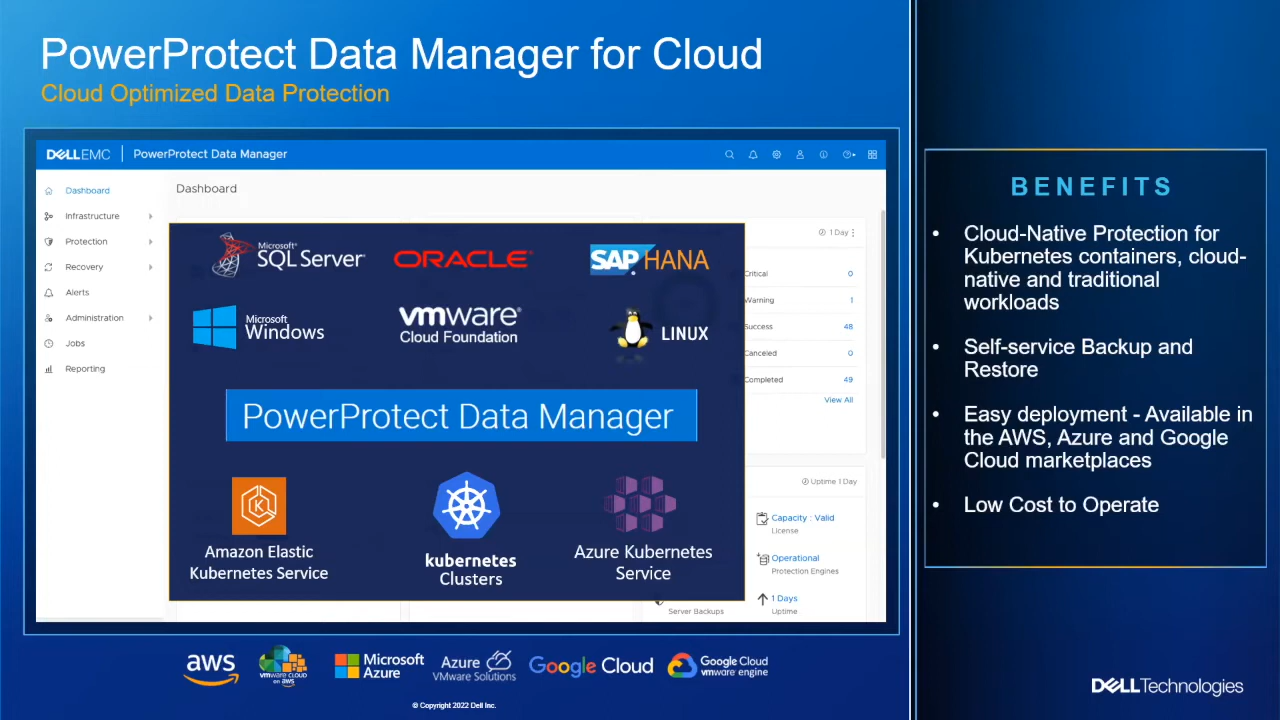 PowerProtect Data Manager for Cloud
Cloud Optimized Data Protection
DELLEMC | PowerProtect Data Manager
Dashboard
Infrastructure
Protection
Recovery
Alerts
Administration
Jobs
Reporting
Dashboard
Microsoft®
SQL Server
ORACLE®
SAP HANA
Microsoft
Windows
vmware®
Cloud Foundation™
LINUX
PowerProtect Data Manager
Amazon Elastic
Kubernetes Service
kubernetes
Clusters
Azure Kubernetes
Service
1 Day
Critical 0
Warning 1
Success 48
Canceled 0
Completed 49
View All
Uptime 1 Day
Capacity : Valid
License
Operational
Protection Engines
1 Days
Uptime
Server Backups
aws
vmware cloud
on aws
Microsoft
Azure
Azure
VMware Solutions
Google Cloud
Google Cloud
vmware engine
© Copyright 2022 Dell Inc.
BENEFITS
• Cloud-Native Protection for
Kubernetes containers, cloud-
native and traditional
workloads
• Self-service Backup and
Restore
• Easy deployment - Available in
the AWS, Azure and Google
Cloud marketplaces
• Low Cost to Operate
DELLTechnologies